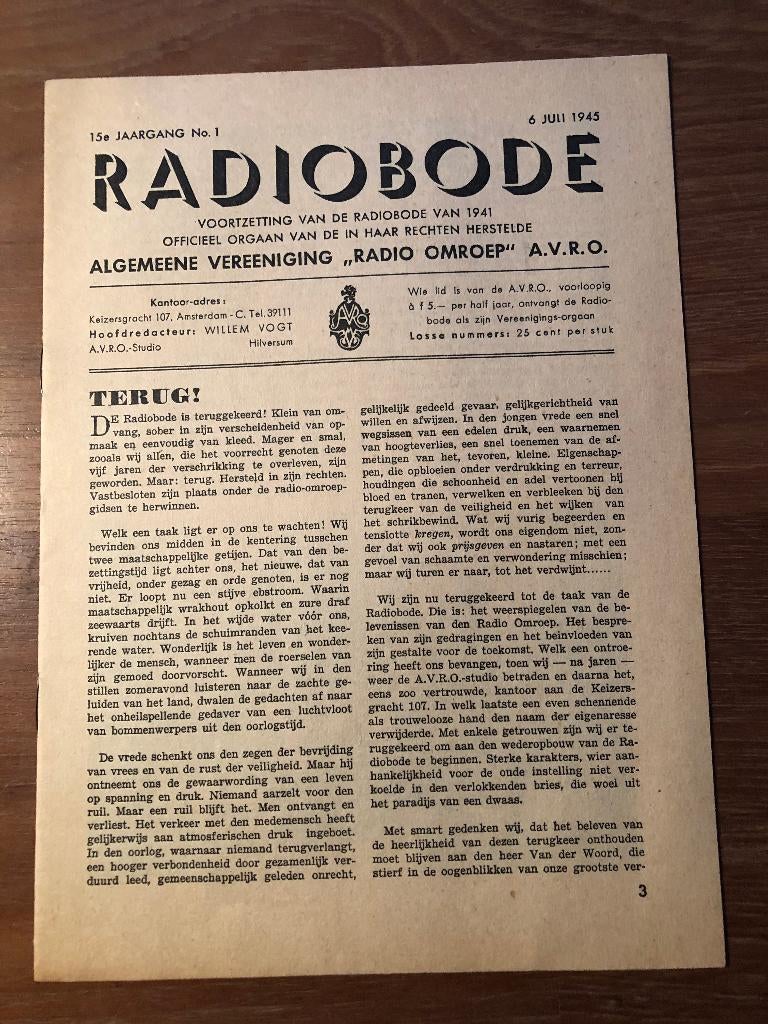 15e JAARGANG No. 1
6 JULI 1945
RADIOBODE
VOORTZETTING VAN DE RADIOBODE VAN 1941
OFFICIEEL ORGAAN VAN DE IN HAAR RECHTEN HERSTELDE
ALGEMEENE VEREENIGING „RADIO OMROEP" A.V.R.O.
Kantoor-adres:
Keizersgracht 107, Amsterdam - C. Tel. 39111
Hoofdredacteur: WILLEM VOGT
A.V.R.O.-Studio Hilversum
AVRO
Wie lid is van de A.V.R.O., voorloopig
à f 5.— per half jaar, ontvangt de Radio-
bode als zijn Vereenigings-orgaan
Losse nummers: 25 cent per stuk
TERUG!
DE Radiobode is teruggekeerd! Klein van om-
vang, sober in zijn verscheidenheid van op-
maak en eenvoudig van kleed. Mager en smal,
zooals wij allen, die het voorrecht genoten deze
vijf jaren der verschrikking te overleven, zijn
geworden. Maar: terug. Hersteld in zijn rechten.
Vastbesloten zijn plaats onder de radio-omroep-
gidsen te herwinnen.
Welk een taak ligt er op ons te wachten! Wij
bevinden ons midden in de kentering tusschen
twee maatschappelijke getijen. Dat van den be-
zettingstijd ligt achter ons, het nieuwe, dat van
vrijheid, onder gezag en orde genoten, is er nog
niet. Er loopt nu een stijve ebstroom. Waarin
maatschappelijk wrakhout opkolkt en zure draf
zeewaarts drijft. In het wijde water vóór ons,
kruiven nochtans de schuimranden van het kee-
rende water. Wonderlijk is het leven en wonder-
lijker de mensch, wanneer men de roerselen van
zijn gemoed doorvorscht. Wanneer wij in den
stillen zomeravond luisteren naar de zachte ge-
luiden van het land, dwalen de gedachten af naar
het onheilspellende gedaver van een luchtvloot
van bommenwerpers uit den oorlogstijd.
De vrede schenkt ons den zegen der bevrijding
van vrees en van de rust der veiligheid. Maar hij
ontneemt ons de gewaarwording van een leven
op spanning en druk. Niemand aarzelt voor den
ruil. Maar een ruil blijft het. Men ontvangt en
verliest. Het verkeer met den medemensch heeft
gelijkerwijs aan atmosferischen druk ingeboet.
In den oorlog, waarnaar niemand terugverlangt,
een hooger verbondenheid door gezamenlijk ver-
duurd leed, gemeenschappelijk geleden onrecht,
gelijkelijk gedeeld gevaar, gelijkgerichtheid van
willen en afwijzen. In den jongen vrede een snel
wegsissen van een edelen druk, een waarnemen
van hoogteverlies, een snel toenemen van de af-
metingen van het, tevoren, kleine. Eigenschap-
pen, die opbloeien onder verdrukking en terreur,
houdingen die schoonheid en adel vertoonen bij
bloed en tranen, verwelken en verbleeken bij den
terugkeer van de veiligheid en het wijken van
het schrikbewind. Wat wij vurig begeerden en
tenslotte kregen, wordt ons eigendom niet, zon-
der dat wij ook prijsgeven en nastaren; met een
gevoel van schaamte en verwondering misschien;
maar wij turen er naar, tot het verdwijnt......
Wij zijn nu teruggekeerd tot de taak van de
Radiobode. Die is: het weerspiegelen van de be-
levenissen van den Radio Omroep. Het bespre-
ken van zijn gedragingen en het beinvloeden van
zijn gestalte voor de toekomst. Welk een ontroe-
ring heeft ons bevangen, toen wij — na jaren —
weer de A.V.R.O.-studio betraden en daarna het,
eens zoo vertrouwde, kantoor aan de Keizers-
gracht 107. In welk laatste een even schennende
als trouwelooze hand den naam der eigenaresse
verwijderde. Met enkele getrouwen zijn wij er te-
ruggekeerd om aan den wederopbouw van de Ra-
diobode te beginnen. Sterke karakters, wier aan-
hankelijkheid voor de oude instelling niet ver-
koelde in den verlokkenden bries, die woei uit
het paradijs van een dwaas.
Met smart gedenken wij, dat het beleven van
de heerlijkheid van dezen terugkeer onthouden
moet blijven aan den heer Van der Woord, die
stierf in de oogenblikken van onze grootste ver-
3